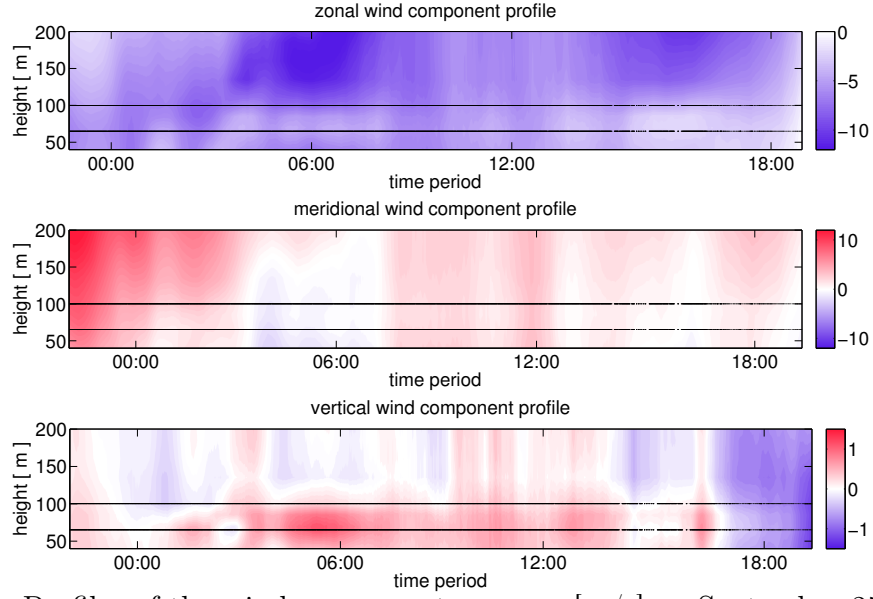 zonal wind component profile
200
150
100
50
height [ m ]
00:00 06:00 12:00 18:00
time period
0
−5
−10
meridional wind component profile
200
150
100
50
height [ m ]
00:00 06:00 12:00 18:00
time period
10
0
−10
vertical wind component profile
200
150
100
50
height [ m ]
00:00 06:00 12:00 18:00
time period
1
0
−1